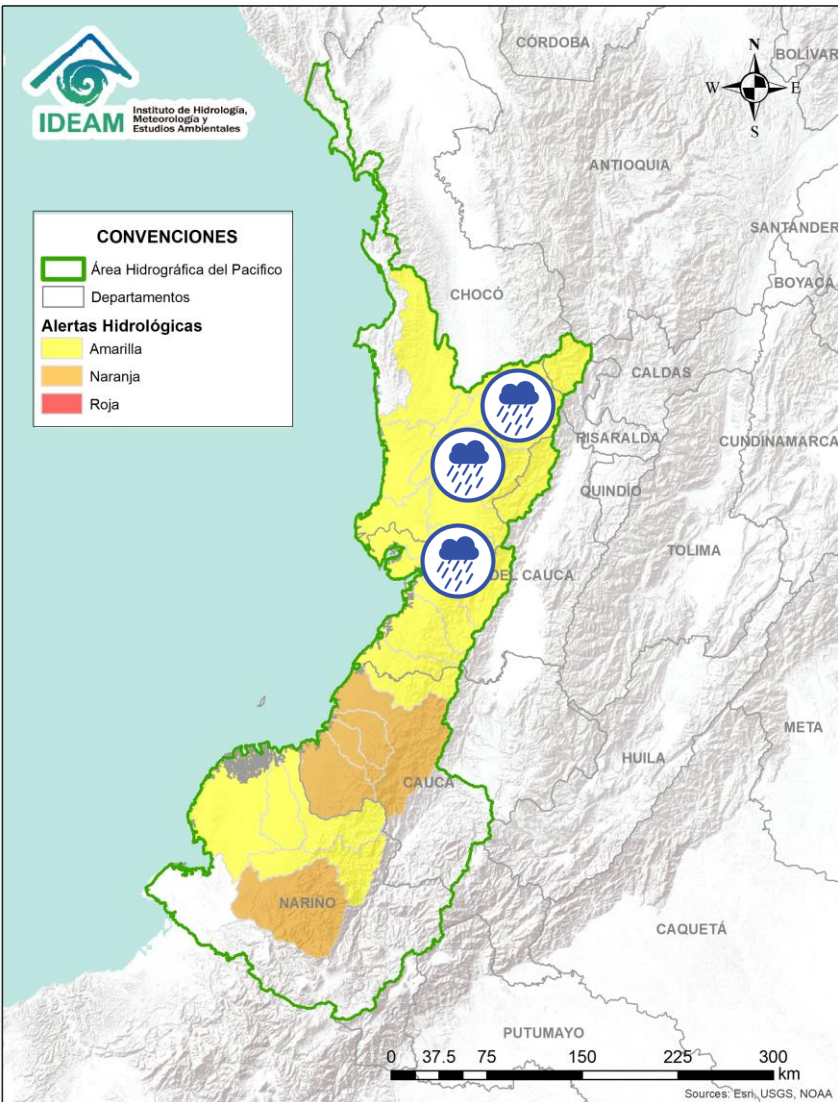 IDEAM
Instituto de Hidrología,
Meteorología y
Estudios Ambientales
N
W
E
S
CONVENCIONES
Área Hidrográfica del Pacifico
Departamentos
Alertas Hidrológicas
Amarilla
Naranja
Roja
CÓRDOBA
BOLÍVAR
ANTIOQUIA
SANTANDER
BOYACÁ
CHOCÓ
CALDAS
RISARALDA
CUNDINAMARCA
QUINDÍO
TOLIMA
DEL CAUCA
META
HUILA
CAUCA
NARIÑO
CAQUETÁ
PUTUMAYO
0 37.5 75 150 225 300
km
Sources: Esri, USGS, NOAA